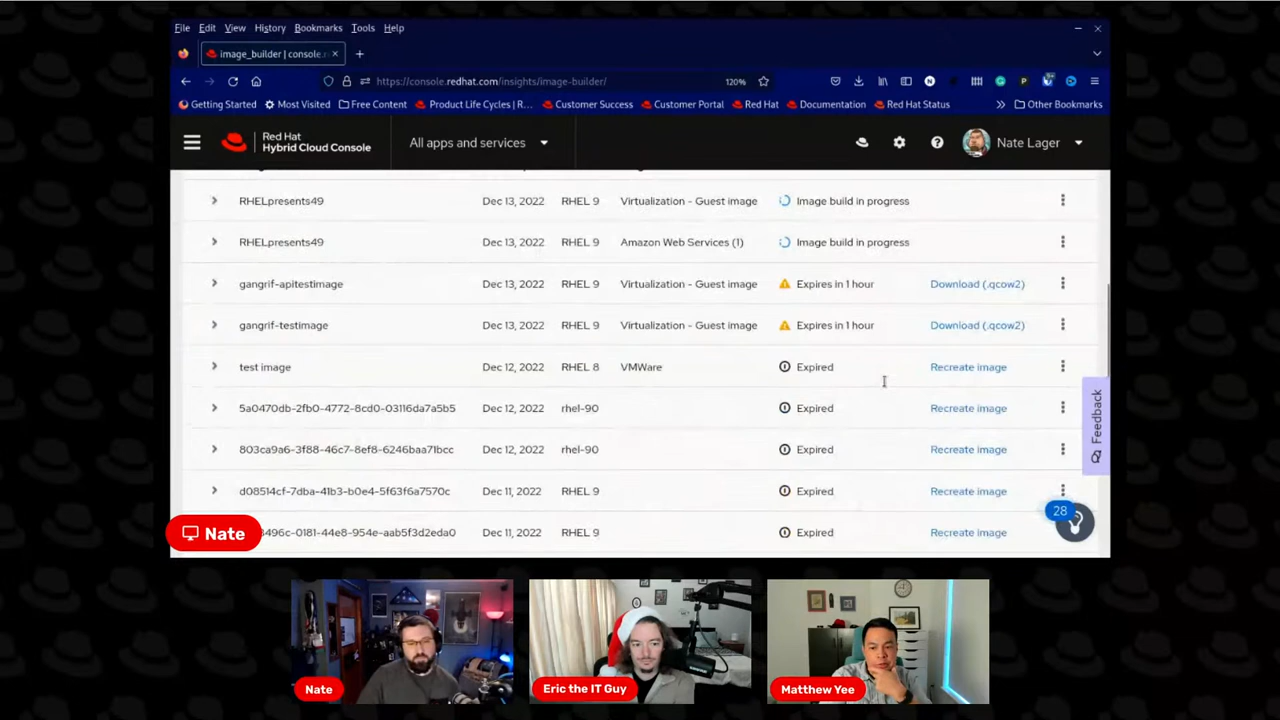 File Edit View History Bookmarks Tools Help
image_builder | console.r
https://console.redhat.com/insights/image-builder/ 120%
Getting Started Most Visited Free Content Product Life Cycles | R... Customer Success Customer Portal Red Hat Documentation Red Hat Status » Other Bookmarks
Red Hat
Hybrid Cloud Console
All apps and services
Nate Lager
RHELpresents49 Dec 13, 2022 RHEL 9 Virtualization - Guest image Image build in progress
RHELpresents49 Dec 13, 2022 RHEL 9 Amazon Web Services (1) Image build in progress
gangrif-apitestimage Dec 13, 2022 RHEL 9 Virtualization - Guest image Expires in 1 hour Download (.qcow2)
gangrif-testimage Dec 13, 2022 RHEL 9 Virtualization - Guest image Expires in 1 hour Download (.qcow2)
test image Dec 12, 2022 RHEL 8 VMWare Expired Recreate image
5a0470db-2fb0-4772-8cd0-03116da7a5b5 Dec 12, 2022 rhel-90 Expired Recreate image
803ca9a6-3f88-46c7-8ef8-6246baa71bcc Dec 12, 2022 rhel-90 Expired Recreate image
d08514cf-7dba-41b3-b0e4-5f63f6a7570c Dec 11, 2022 RHEL 9 Expired Recreate image
496c-0181-44e8-954e-aab5f3d2eda0 Dec 11, 2022 RHEL 9 Expired Recreate image
Feedback
28
Nate
Nate
Eric the IT Guy
Matthew Yee